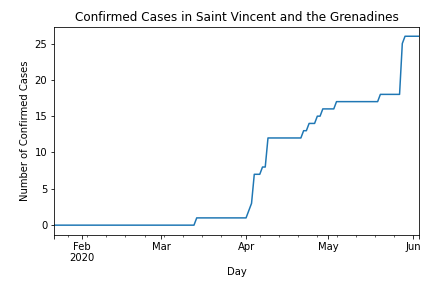 Confirmed Cases in Saint Vincent and the Grenadines
Number of Confirmed Cases
25
20
15
10
5
0
Feb Mar Apr May Jun
2020
Day